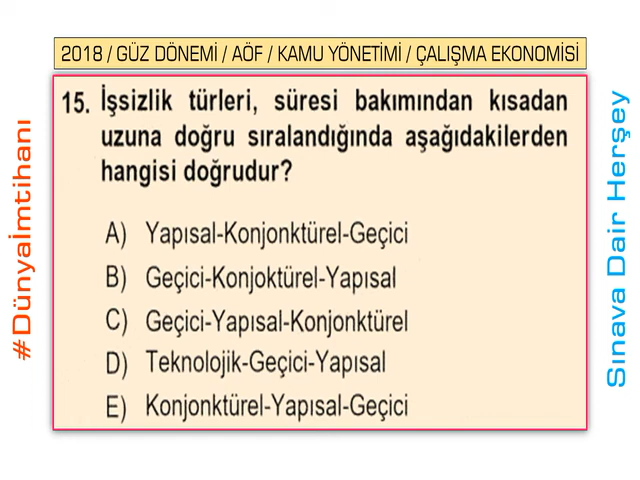 2018 / GÜZ DÖNEMİ / AÖF / KAMU YÖNETİMİ / ÇALIŞMA EKONOMİSİ
#Dünyaİmtihanı
15. İşsizlik türleri, süresi bakımından kısadan
uzuna doğru sıralandığında aşağıdakilerden
hangisi doğrudur?
A) Yapısal-Konjonktürel-Geçici
B) Geçici-Konjoktürel-Yapısal
C) Geçici-Yapısal-Konjonktürel
D) Teknolojik-Geçici-Yapısal
E) Konjonktürel-Yapısal-Geçici
Sınava Dair Herşey